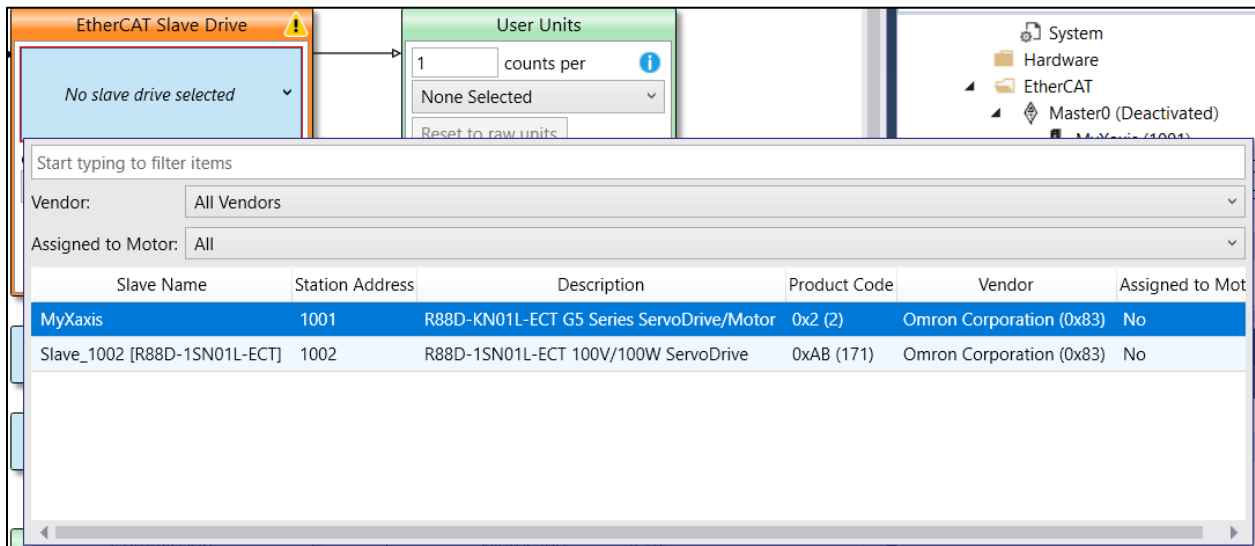 EtherCAT Slave Drive
User Units
System
1 counts per
Hardware
No slave drive selected
None Selected
EtherCAT
Master0 (Deactivated)
Reset to raw units
MyXaxis (1001)
Start typing to filter items
Vendor: All Vendors
Assigned to Motor: All
Slave Name Station Address Description Product Code Vendor Assigned to Mot
MyXaxis 1001 R88D-KN01L-ECT G5 Series ServoDrive/Motor 0x2 (2) Omron Corporation (0x83) No
Slave_1002 [R88D-1SN01L-ECT] 1002 R88D-1SN01L-ECT 100V/100W ServoDrive 0xAB (171) Omron Corporation (0x83) No